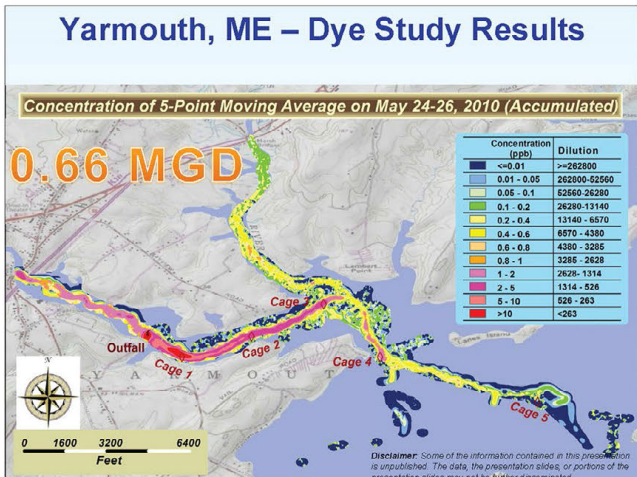 Yarmouth, ME – Dye Study Results
Concentration of 5-Point Moving Average on May 24-26, 2010 (Accumulated)
0.66 MGD
Concentration (ppb) Dilution
<=0.01 >=262800
0.01 - 0.05 262800-52560
0.05 - 0.1 52560-26280
0.1 - 0.2 26280-13140
0.2 - 0.4 13140 - 6570
0.4 - 0.6 6570 - 4380
0.6 - 0.8 4380 - 3285
0.8 - 1 3285 - 2628
1 - 2 2628-1314
2 - 5 1314 - 526
5 - 10 526 - 263
>10 <263
RIVER
Cage
Outfall
Cage 1
Cage 2
Cage 4
Cage 5
YARMOUT
N
0 1600 3200 6400
Feet
Disclaimer: Some of the information contained in this presentation
is unpublished. The data, the presentation slides, or portions of the